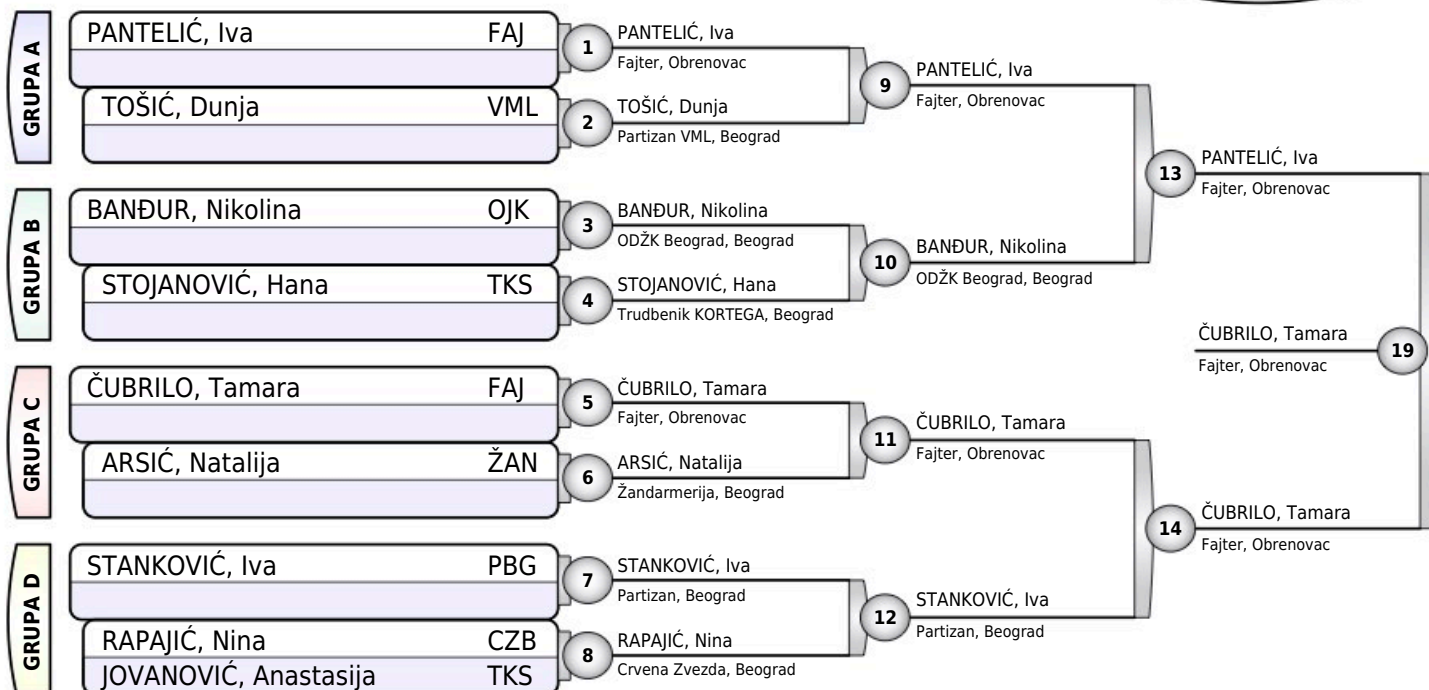 GRUPA A
PANTELIĆ, Iva FAJ
TOŠIĆ, Dunja VML
1
PANTELIĆ, Iva
Fajter, Obrenovac
2
TOŠIĆ, Dunja
Partizan VML, Beograd
9
PANTELIĆ, Iva
Fajter, Obrenovac
GRUPA B
BANĐUR, Nikolina OJK
STOJANOVIĆ, Hana TKS
3
BANĐUR, Nikolina
ODŽK Beograd, Beograd
4
STOJANOVIĆ, Hana
Trudbenik KORTEGA, Beograd
10
BANĐUR, Nikolina
ODŽK Beograd, Beograd
13
PANTELIĆ, Iva
Fajter, Obrenovac
GRUPA C
ČUBRILO, Tamara FAJ
ARSIĆ, Natalija ŽAN
5
ČUBRILO, Tamara
Fajter, Obrenovac
6
ARSIĆ, Natalija
Žandarmerija, Beograd
11
ČUBRILO, Tamara
Fajter, Obrenovac
GRUPA D
STANKOVIĆ, Iva PBG
RAPAJIĆ, Nina CZB
JOVANOVIĆ, Anastasija TKS
7
STANKOVIĆ, Iva
Partizan, Beograd
8
RAPAJIĆ, Nina
Crvena Zvezda, Beograd
12
STANKOVIĆ, Iva
Partizan, Beograd
14
ČUBRILO, Tamara
Fajter, Obrenovac
19
ČUBRILO, Tamara
Fajter, Obrenovac